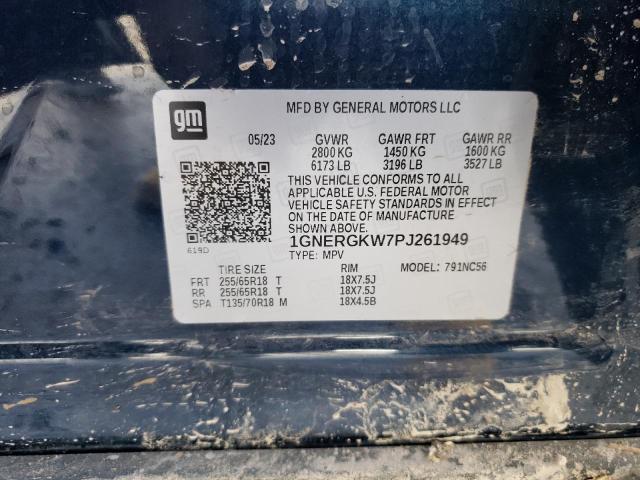 gm
MFD BY GENERAL MOTORS LLC
05/23 GVWR GAWR FRT GAWR RR
2800 KG 1450 KG 1600 KG
6173 LB 3196 LB 3527 LB
THIS VEHICLE CONFORMS TO ALL
APPLICABLE U.S. FEDERAL MOTOR
VEHICLE SAFETY STANDARDS IN EFFECT
ON THE DATE OF MANUFACTURE
SHOWN ABOVE.
1GNERGKW7PJ261949
619D
TYPE: MPV
TIRE SIZE RIM MODEL: 791NC56
FRT 255/65R18 T 18X7.5J
RR 255/65R18 T 18X7.5J
SPA T135/70R18 M 18X4.5B